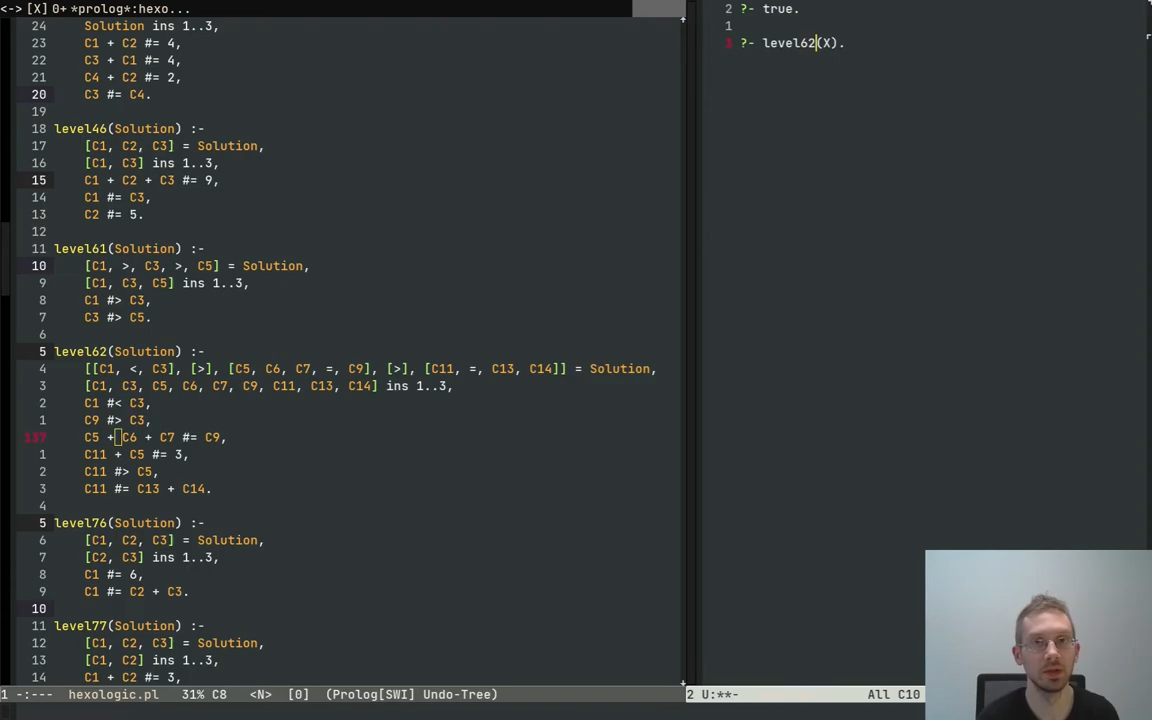 <-> [X] 0+ *prolog*:hexo...
24 Solution ins 1..3,
23 C1 + C2 #= 4,
22 C3 + C1 #= 4,
21 C4 + C2 #= 2,
20 C3 #= C4.
19
18 level46(Solution) :-
17 [C1, C2, C3] = Solution,
16 [C1, C3] ins 1..3,
15 C1 + C2 + C3 #= 9,
14 C1 #= C3,
13 C2 #= 5.
12
11 level61(Solution) :-
10 [C1, >, C3, >, C5] = Solution,
9 [C1, C3, C5] ins 1..3,
8 C1 #> C3,
7 C3 #> C5.
6
5 level62(Solution) :-
4 [[C1, <, C3], [>], [C5, C6, C7, =, C9], [>], [C11, =, C13, C14]] = Solution,
3 [C1, C3, C5, C6, C7, C9, C11, C13, C14] ins 1..3,
2 C1 #< C3,
1 C9 #> C3,
137 C5 + C6 + C7 #= C9,
1 C11 + C5 #= 3,
2 C11 #> C5,
3 C11 #= C13 + C14.
4
5 level76(Solution) :-
6 [C1, C2, C3] = Solution,
7 [C2, C3] ins 1..3,
8 C1 #= 6,
9 C1 #= C2 + C3.
10
11 level77(Solution) :-
12 [C1, C2, C3] = Solution,
13 [C1, C2] ins 1..3,
14 C1 + C2 #= 3,
1 -:--- hexologic.pl 31% C8 <N> [0] (Prolog[SWI] Undo-Tree)
2 ?- true.
1
3 ?- level62(X).
2 U:**- All C10